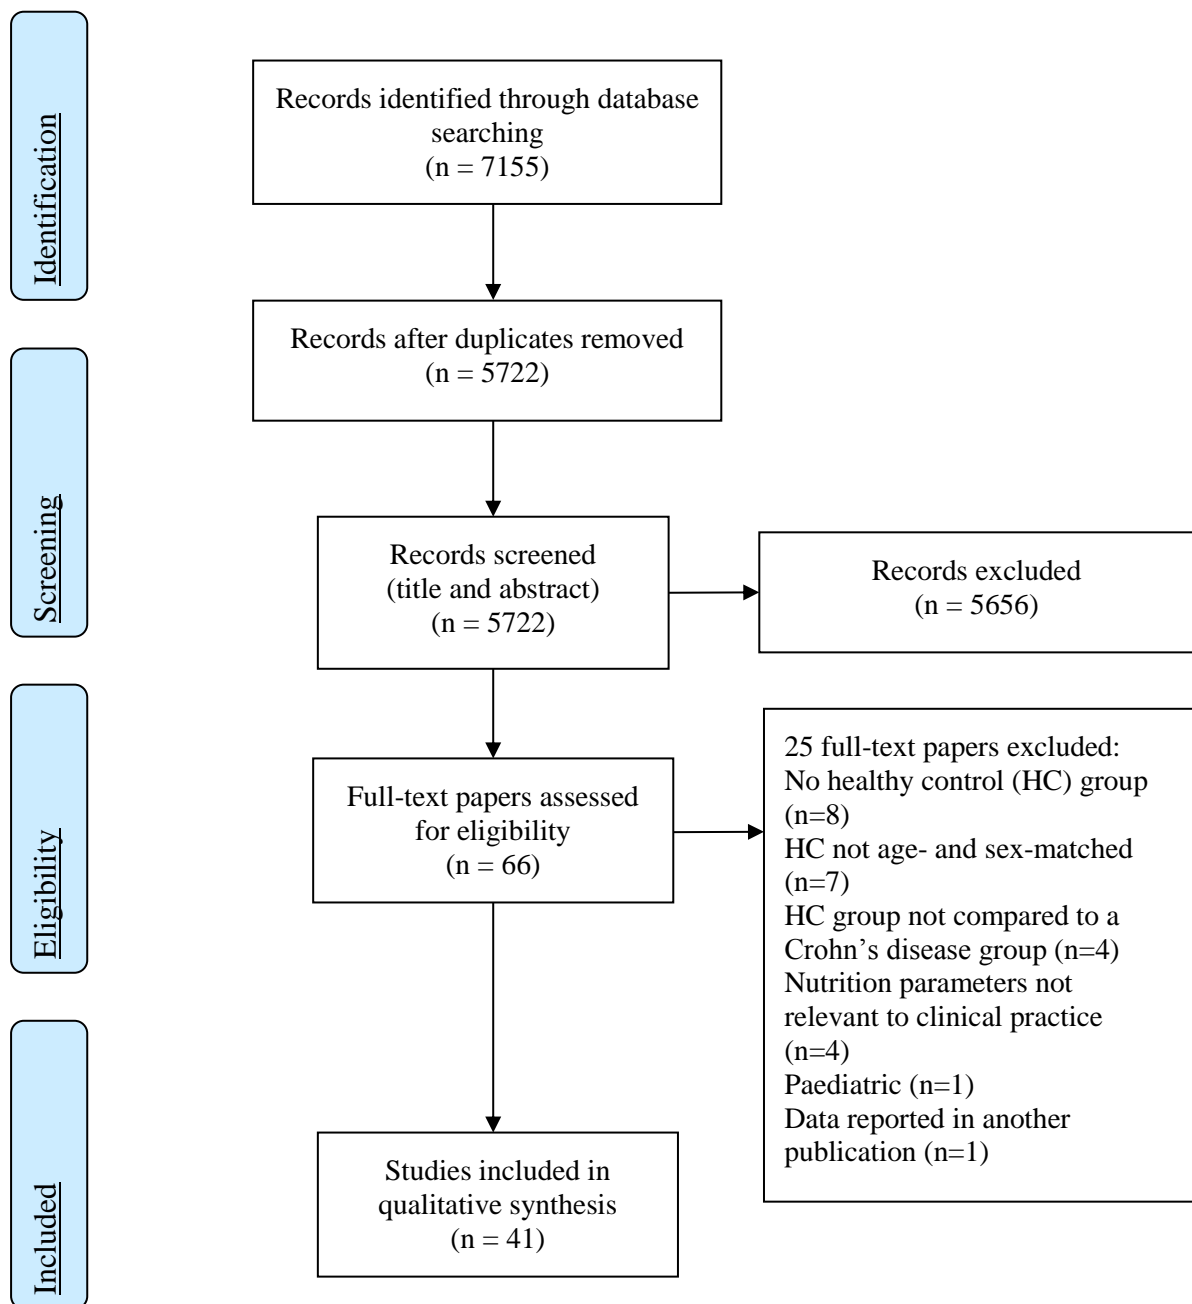 Identification
Records identified through database
searching
(n = 7155)
Records after duplicates removed
(n = 5722)
Screening
Records screened
(title and abstract)
(n = 5722)
Records excluded
(n = 5656)
Eligibility
Full-text papers assessed
for eligibility
(n = 66)
25 full-text papers excluded:
No healthy control (HC) group
(n=8)
HC not age- and sex-matched
(n=7)
HC group not compared to a
Crohn’s disease group (n=4)
Nutrition parameters not
relevant to clinical practice
(n=4)
Paediatric (n=1)
Data reported in another
publication (n=1)
Included
Studies included in
qualitative synthesis
(n = 41)